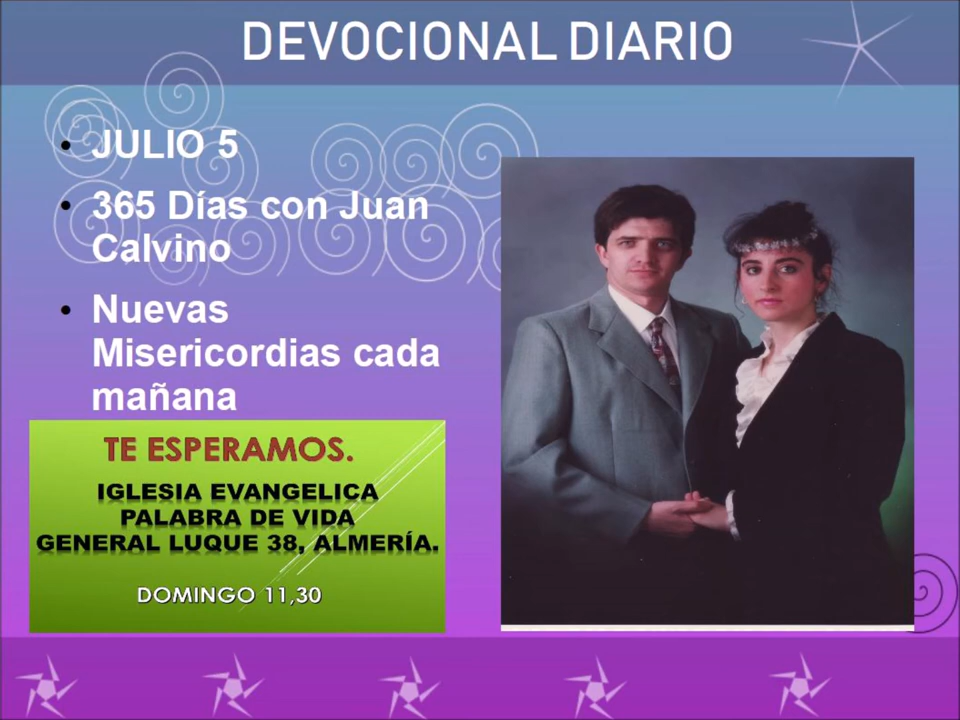 DEVOCIONAL DIARIO
• JULIO 5
• 365 Días con Juan
Calvino
• Nuevas
Misericordias cada
mañana
TE ESPERAMOS.
IGLESIA EVANGELICA
PALABRA DE VIDA
GENERAL LUQUE 38, ALMERÍA.
DOMINGO 11,30